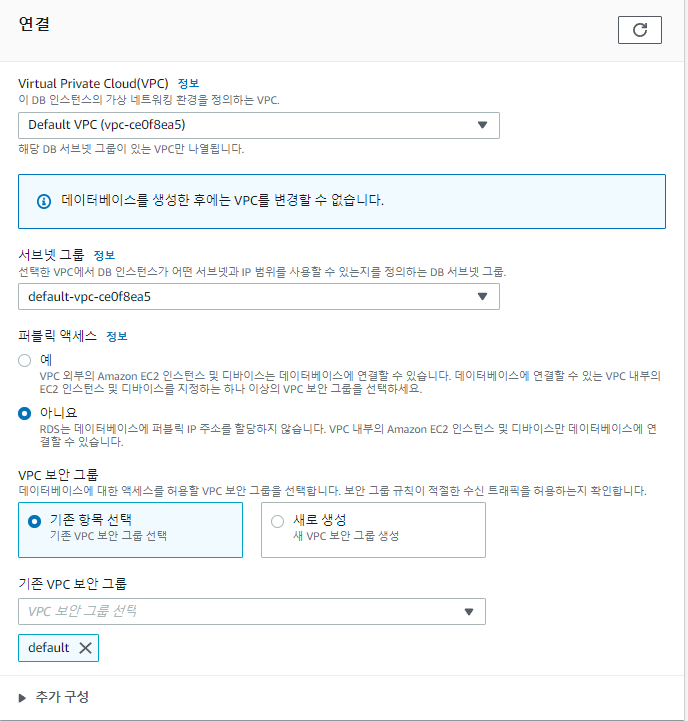 연결
Virtual Private Cloud(VPC) 정보
이 DB 인스턴스의 가상 네트워킹 환경을 정의하는 VPC.
Default VPC (vpc-ce0f8ea5)
해당 DB 서브넷 그룹이 있는 VPC만 나열됩니다.
데이터베이스를 생성한 후에는 VPC를 변경할 수 없습니다.
서브넷 그룹 정보
선택한 VPC에서 DB 인스턴스가 어떤 서브넷과 IP 범위를 사용할 수 있는지를 정의하는 DB 서브넷 그룹.
default-vpc-ce0f8ea5
퍼블릭 액세스 정보
예
VPC 외부의 Amazon EC2 인스턴스 및 디바이스는 데이터베이스에 연결할 수 있습니다. 데이터베이스에 연결할 수 있는 VPC 내부의
EC2 인스턴스 및 디바이스를 지정하는 하나 이상의 VPC 보안 그룹을 선택하세요.
아니요
RDS는 데이터베이스에 퍼블릭 IP 주소를 할당하지 않습니다. VPC 내부의 Amazon EC2 인스턴스 및 디바이스만 데이터베이스에 연
결할 수 있습니다.
VPC 보안 그룹
데이터베이스에 대한 액세스를 허용할 VPC 보안 그룹을 선택합니다. 보안 그룹 규칙이 적절한 수신 트래픽을 허용하는지 확인합니다.
기존 항목 선택
기존 VPC 보안 그룹 선택
새로 생성
새 VPC 보안 그룹 생성
기존 VPC 보안 그룹
VPC 보안 그룹 선택
default
추가 구성